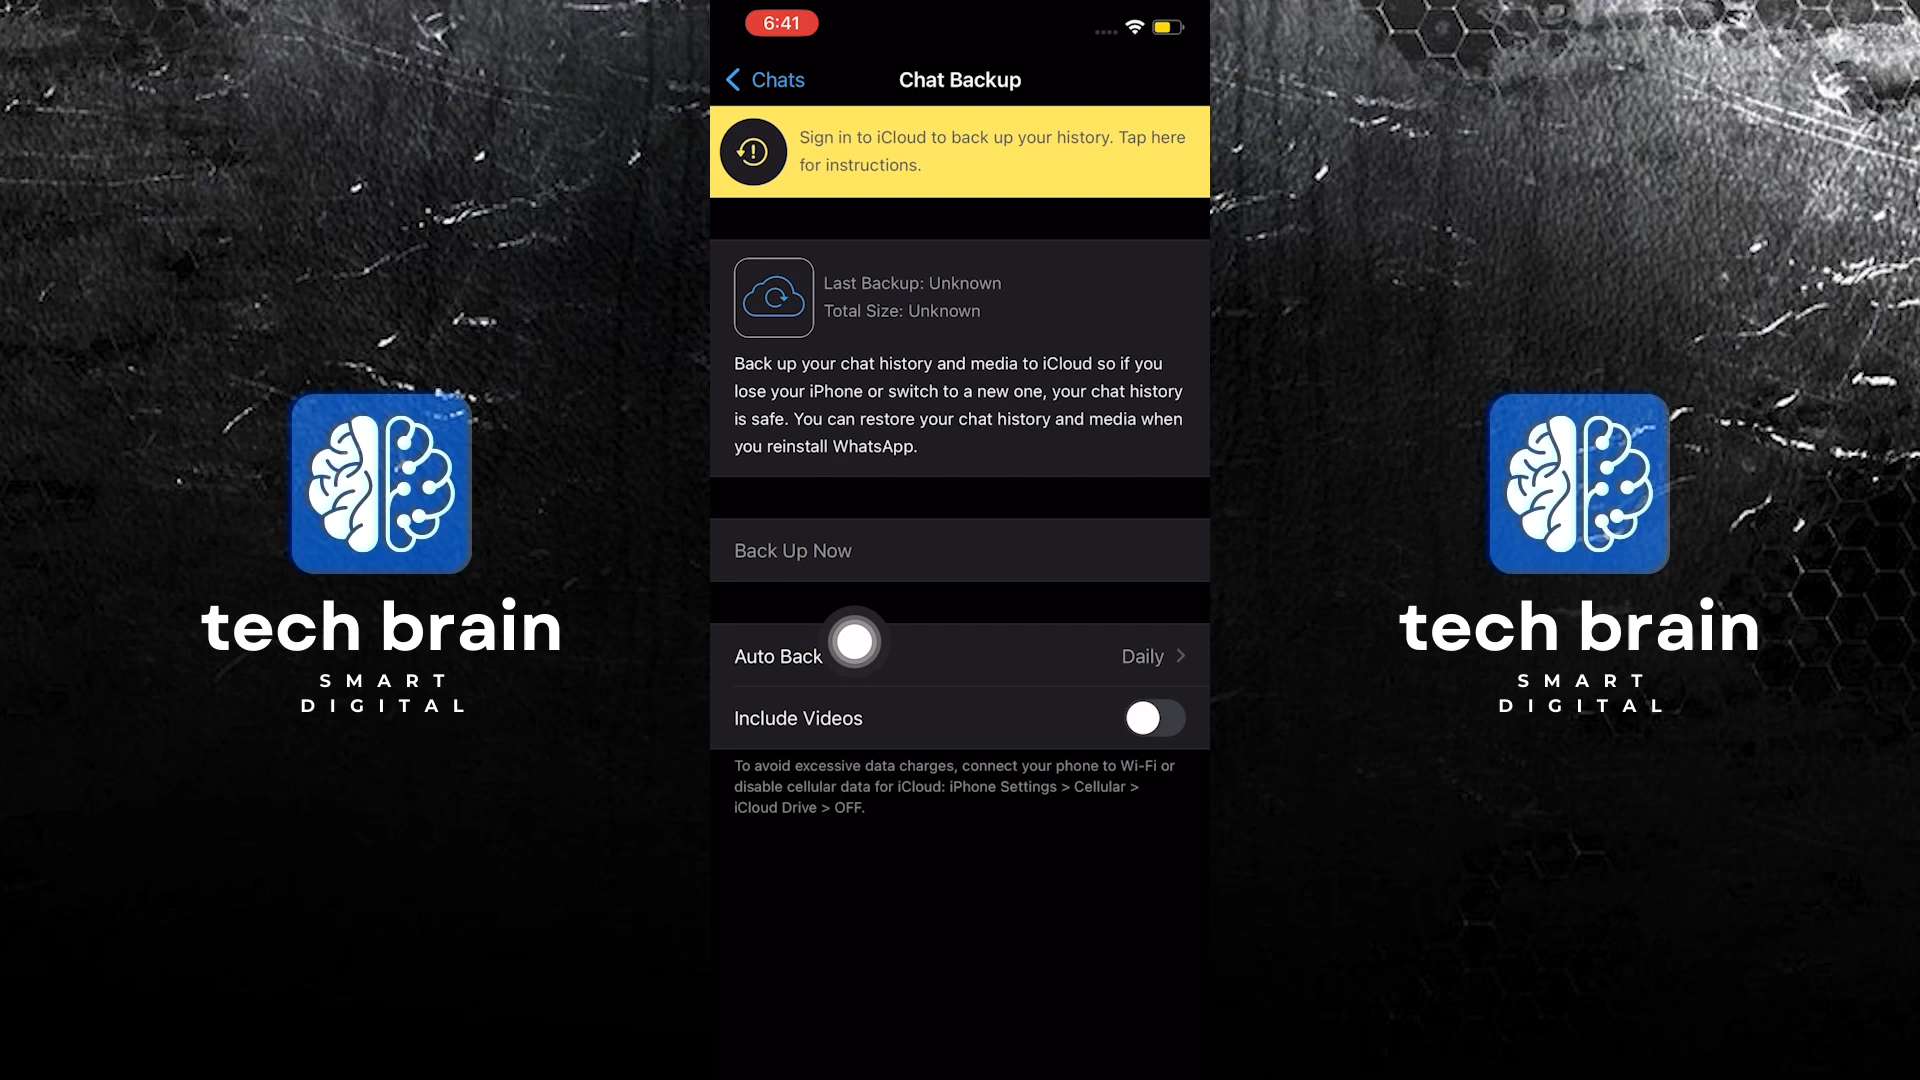 6:41
Chats
Chat Backup
Sign in to iCloud to back up your history. Tap here
for instructions.
Last Backup: Unknown
Total Size: Unknown
Back up your chat history and media to iCloud so if you
lose your iPhone or switch to a new one, your chat history
is safe. You can restore your chat history and media when
you reinstall WhatsApp.
Back Up Now
Auto Back
Daily
Include Videos
To avoid excessive data charges, connect your phone to Wi-Fi or
disable cellular data for iCloud: iPhone Settings > Cellular >
iCloud Drive > OFF.
tech brain
SMART
DIGITAL
tech brain
SMART
DIGITAL